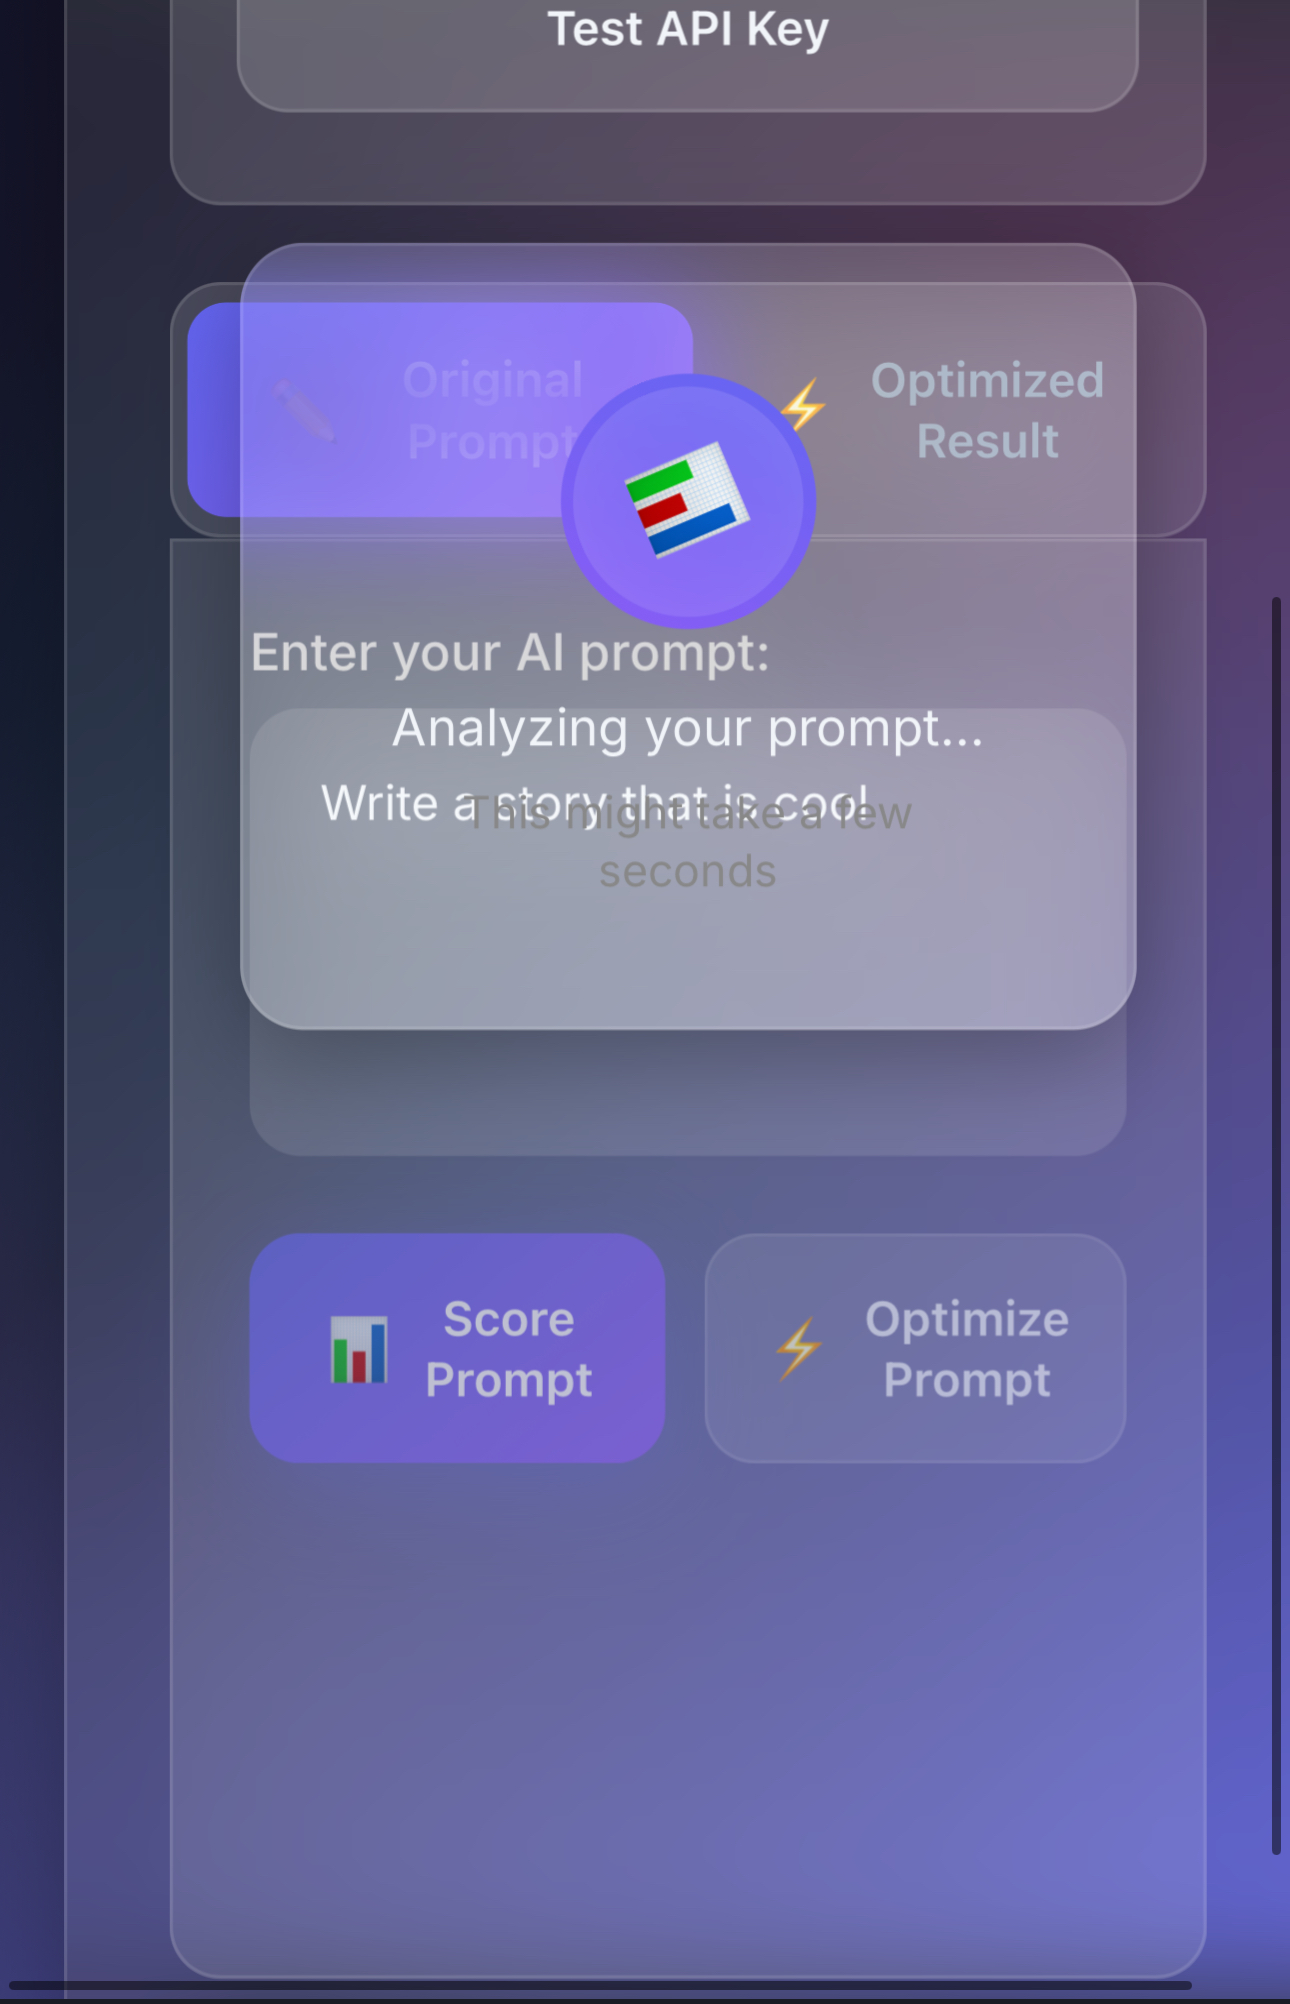 Test API Key
Original
Prompt
Optimized
Result
Enter your AI prompt:
Analyzing your prompt...
Write a story that is cool
This might take a few
seconds
Score
Prompt
Optimize
Prompt